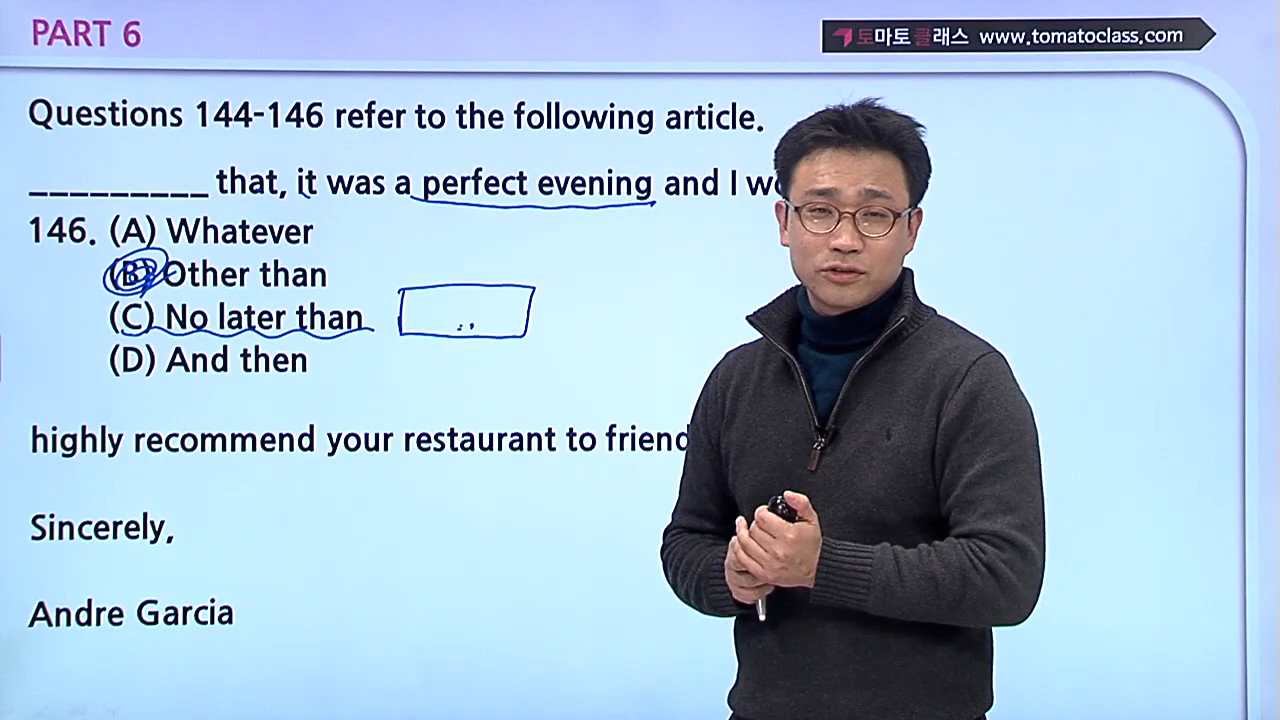 PART 6
토마토클래스 www.tomatoclass.com
Questions 144-146 refer to the following article.
_________ that, it was a perfect evening and I
146. (A) Whatever
(B) Other than
(C) No later than
(D) And then
highly recommend your restaurant to
Sincerely,
Andre Garcia